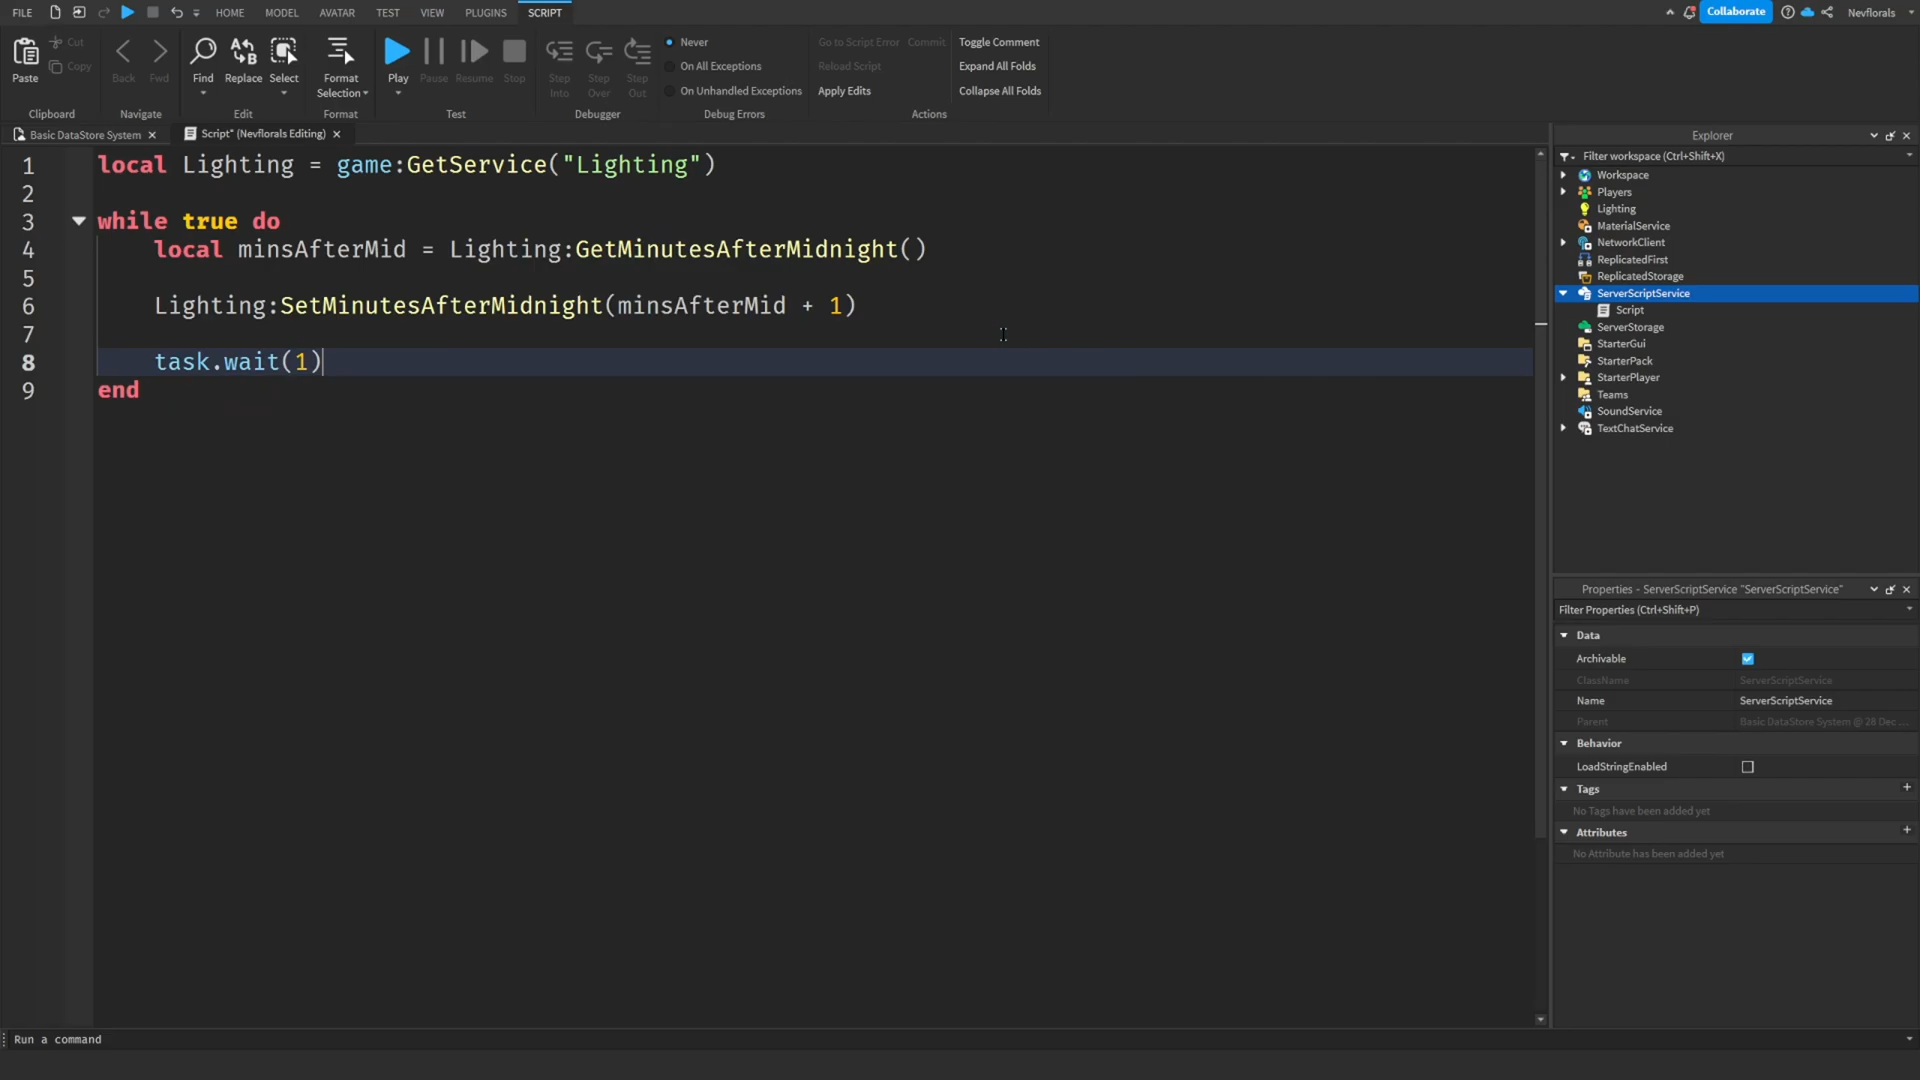 FILE HOME MODEL AVATAR TEST VIEW PLUGINS SCRIPT Collaborate Nevflorals
Paste Cut Copy
Back Fwd
Find Replace Select
Format Selection
Play Pause Resume Stop
Step Into Step Over Step Out
Never
On All Exceptions
On Unhandled Exceptions
Go to Script Error Commit
Reload Script
Apply Edits
Toggle Comment
Expand All Folds
Collapse All Folds
Clipboard Navigate Edit Format Test Debugger Debug Errors Actions
Basic DataStore System Script* (Nevflorals Editing)
1 local Lighting = game:GetService("Lighting")
2
3 while true do
4 local minsAfterMid = Lighting:GetMinutesAfterMidnight()
5
6 Lighting:SetMinutesAfterMidnight(minsAfterMid + 1)
7
8 task.wait(1)
9 end
Explorer
Filter workspace (Ctrl+Shift+X)
Workspace
Players
Lighting
MaterialService
NetworkClient
ReplicatedFirst
ReplicatedStorage
ServerScriptService
Script
ServerStorage
StarterGui
StarterPack
StarterPlayer
Teams
SoundService
TextChatService
Properties - ServerScriptService "ServerScriptService"
Filter Properties (Ctrl+Shift+P)
Data
Archivable
ClassName ServerScriptService
Name ServerScriptService
Parent Basic DataStore System @ 28 Dec ...
Behavior
LoadStringEnabled
Tags
No Tags have been added yet
Attributes
No Attribute has been added yet
Run a command